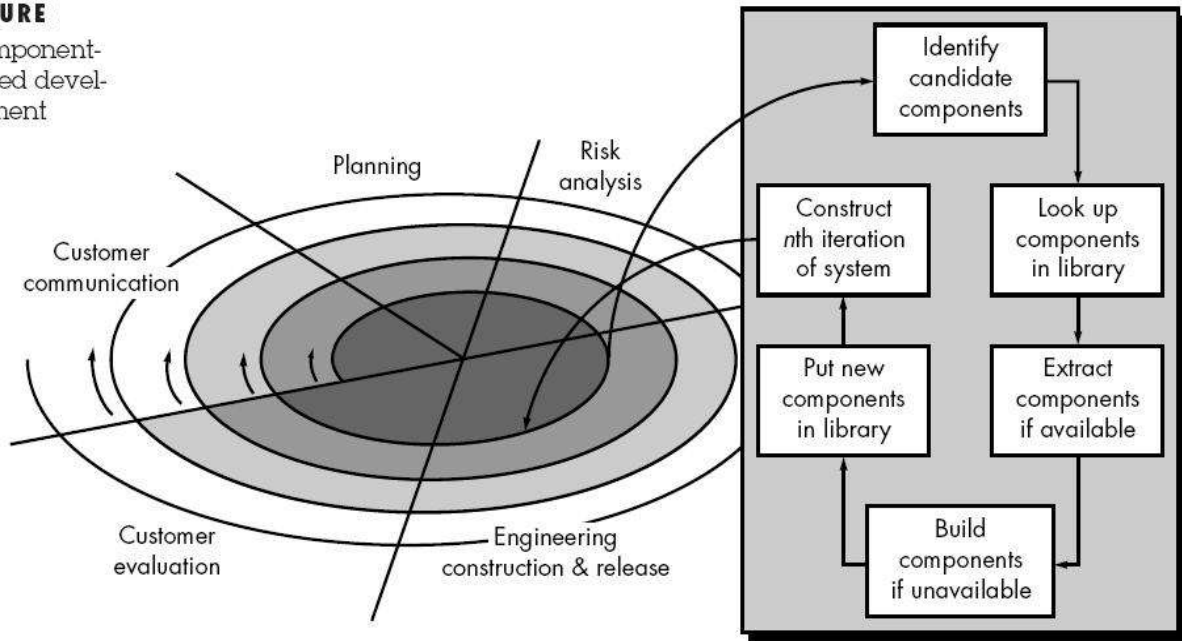 URE
mponent-
ed devel-
ment
Planning
Risk
analysis
Customer
communication
Customer
evaluation
Engineering
construction & release
Identify
candidate
components
Look up
components
in library
Extract
components
if available
Build
components
if unavailable
Put new
components
in library
Construct
nth iteration
of system